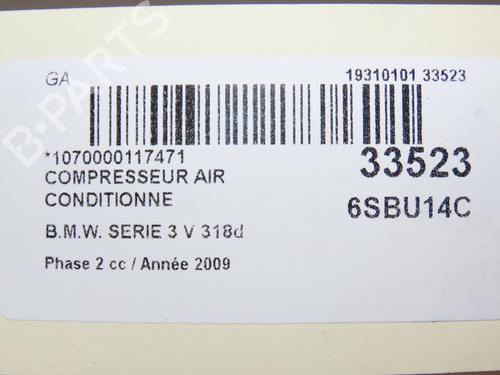 GA
19310101 33523
*1070000117471
33523
COMPRESSEUR AIR
CONDITIONNE
6SBU14C
B.M.W. SERIE 3 V 318d
Phase 2 cc / Année 2009
B-PARTS